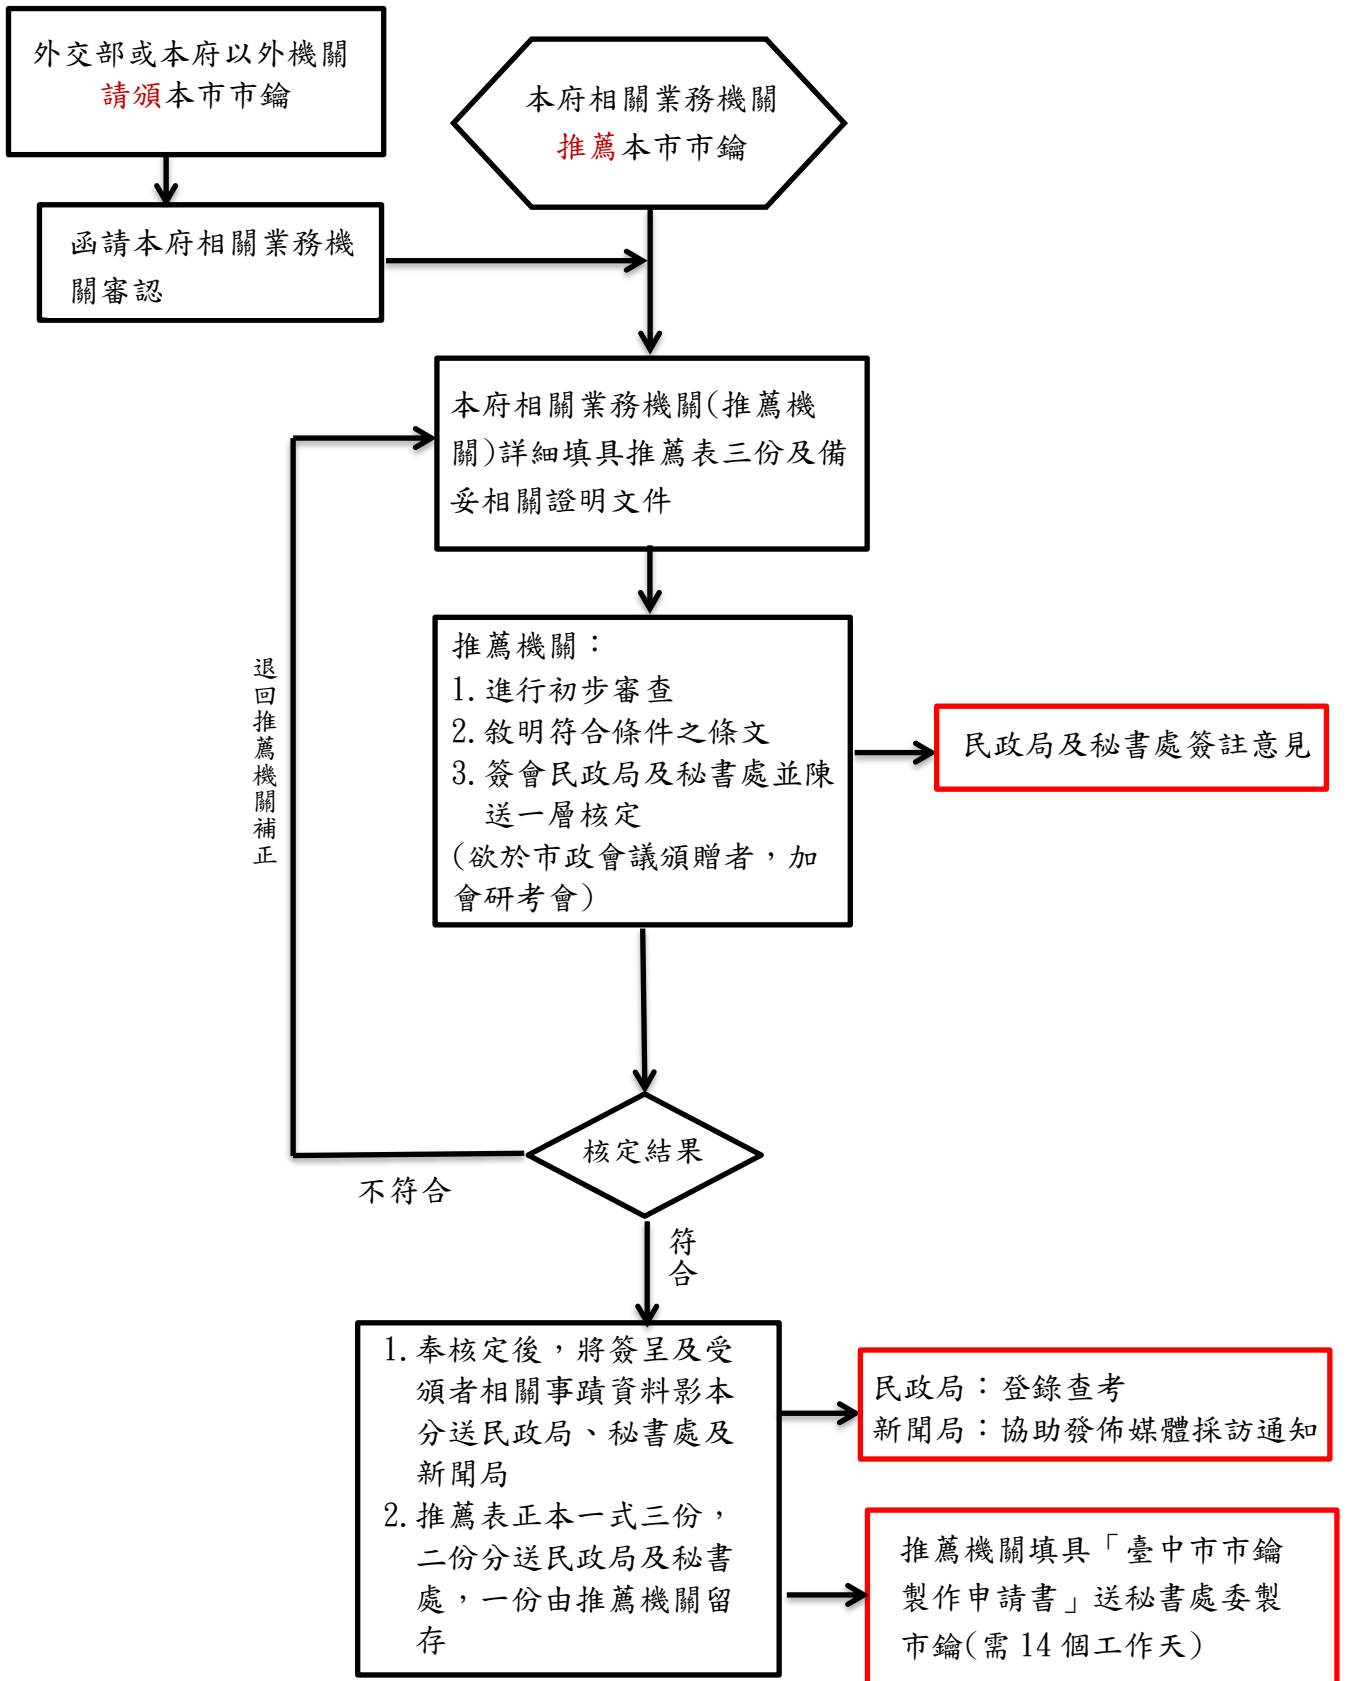 外交部或本府以外機關
請頒本市市鑰
本府相關業務機關
推薦本市市鑰
函請本府相關業務機
關審認
本府相關業務機關(推薦機
關)詳細填具推薦表三份及備
妥相關證明文件
推薦機關：
1.進行初步審查
2.敘明符合條件之條文
3.簽會民政局及秘書處並陳
送一層核定
(欲於市政會議頒贈者，加
會研考會)
民政局及秘書處簽註意見
退回推薦機關補正
核定結果
不符合
符合
1.奉核定後，將簽呈及受
頒者相關事蹟資料影本
分送民政局、秘書處及
新聞局
2.推薦表正本一式三份，
二份分送民政局及秘書
處，一份由推薦機關留
存
民政局：登錄查考
新聞局：協助發佈媒體採訪通知
推薦機關填具「臺中市市鑰
製作申請書」送秘書處委製
市鑰(需14個工作天)